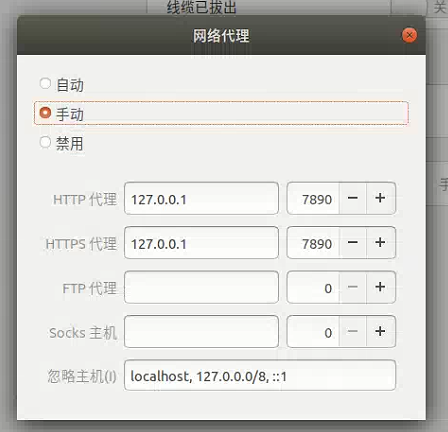 线缆已拔出
关
网络代理
自动
手动
禁用
手
HTTP 代理 127.0.0.1 7890 − +
HTTPS 代理 127.0.0.1 7890 − +
FTP 代理 0 − +
Socks 主机 0 − +
忽略主机(I) localhost, 127.0.0.0/8, ::1